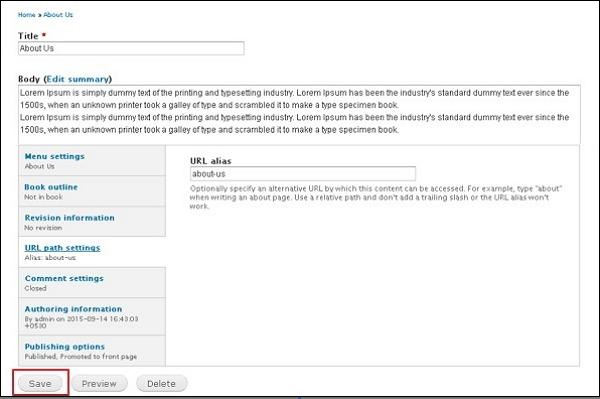 Home » About Us
Title *
About Us
Body (Edit summary)
Lorem Ipsum is simply dummy text of the printing and typesetting industry. Lorem Ipsum has been the industry's standard dummy text ever since the
1500s, when an unknown printer took a galley of type and scrambled it to make a type specimen book.
Lorem Ipsum is simply dummy text of the printing and typesetting industry. Lorem Ipsum has been the industry's standard dummy text ever since the
1500s, when an unknown printer took a galley of type and scrambled it to make a type specimen book.
Menu settings
About Us
Book outline
Not in book
Revision information
No revision
URL path settings
Alias: about-us
Comment settings
Closed
Authoring information
By admin on 2015-09-14 16:43:03
+0530
Publishing options
Published, Promoted to front page
URL alias
about-us
Optionally specify an alternative URL by which this content can be accessed. For example, type "about"
when writing an about page. Use a relative path and don't add a trailing slash or the URL alias won't
work.
Save
Preview
Delete